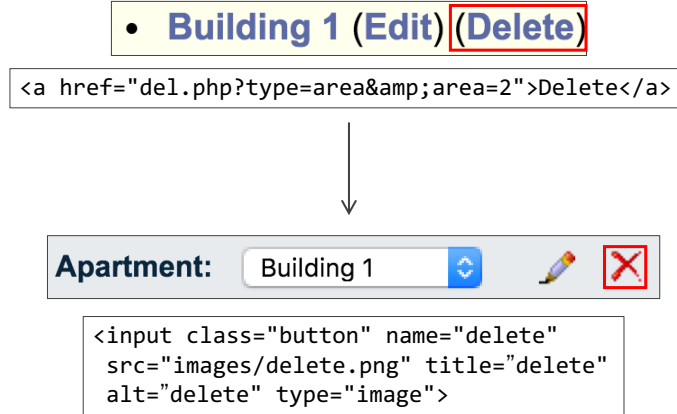 • Building 1 (Edit) (Delete)
<a href="del.php?type=area&amp;area=2">Delete</a>
Apartment: Building 1
<input class="button" name="delete"
src="images/delete.png" title=”delete"
alt=”delete" type="image">